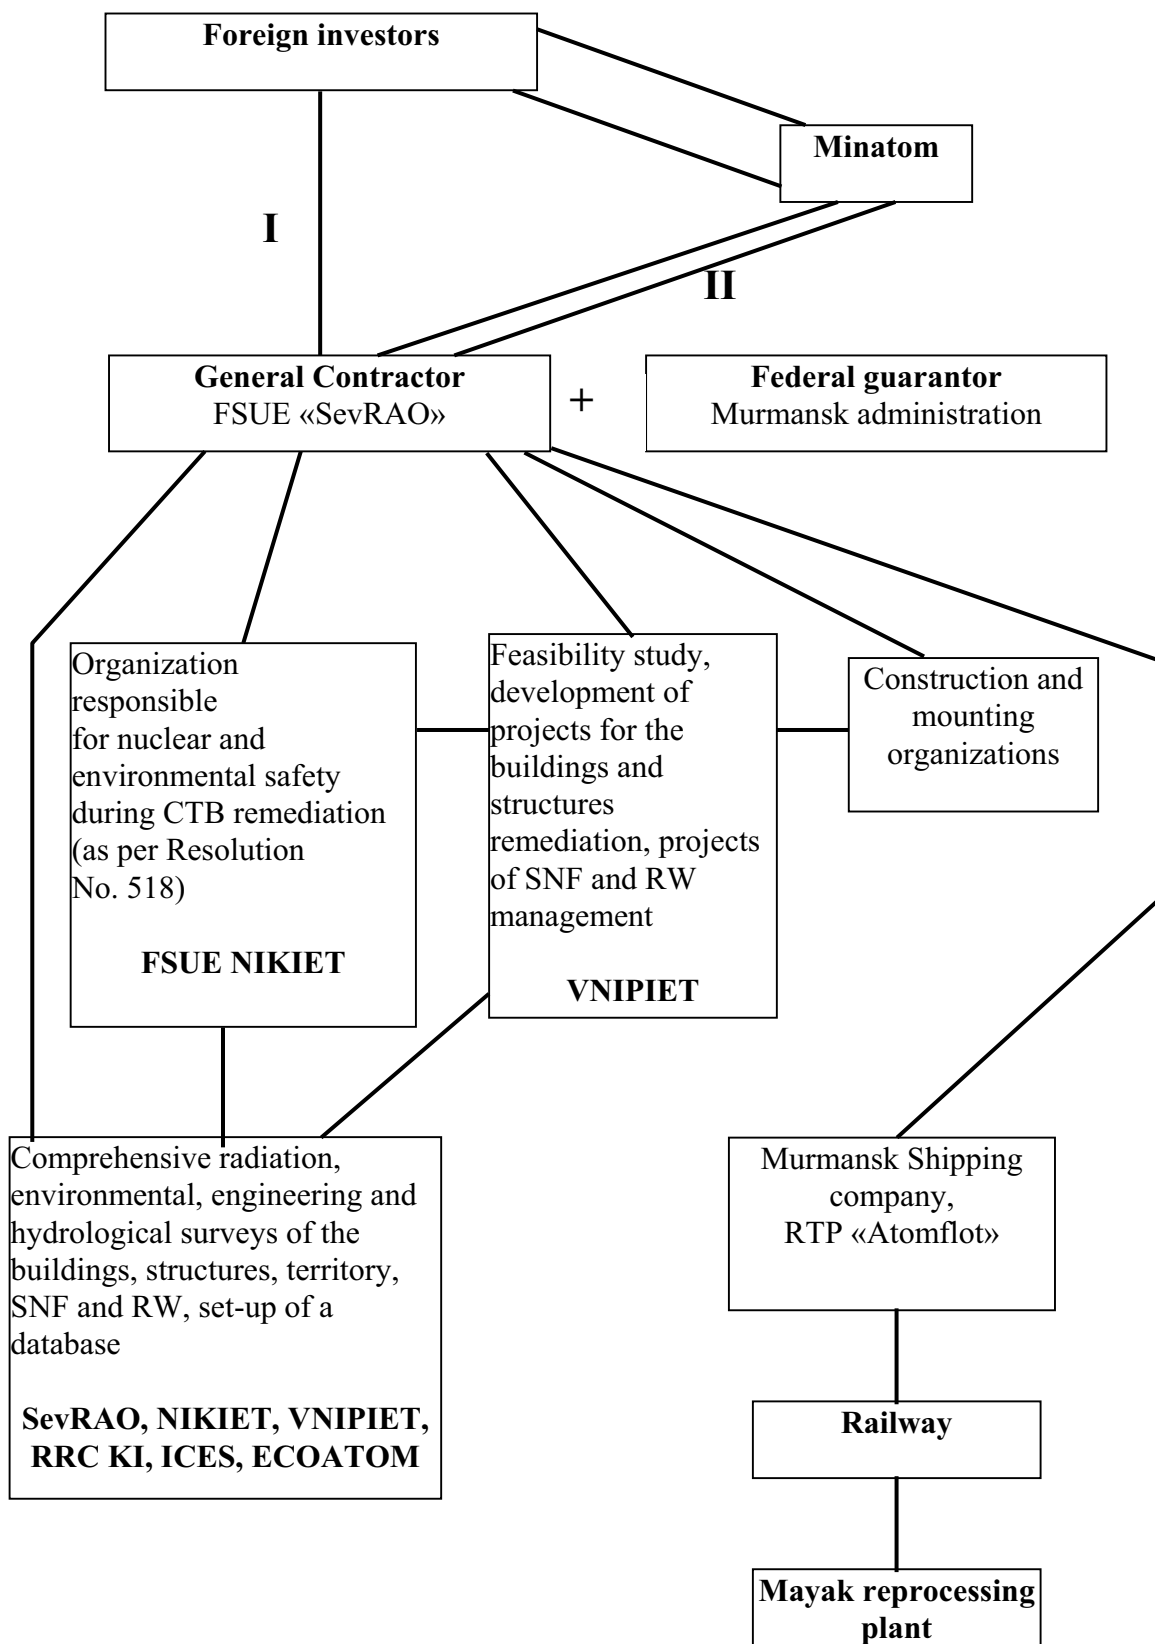 Foreign investors
Minatom
I
II
General Contractor
FSUE «SevRAO»
+
Federal guarantor
Murmansk administration
Organization
responsible
for nuclear and
environmental safety
during CTB remediation
(as per Resolution
No. 518)
FSUE NIKIET
Feasibility study,
development of
projects for the
buildings and
structures
remediation, projects
of SNF and RW
management
VNIPIET
Construction and
mounting
organizations
Comprehensive radiation,
environmental, engineering and
hydrological surveys of the
buildings, structures, territory,
SNF and RW, set-up of a
database
SevRAO, NIKIET, VNIPIET,
RRC KI, ICES, ECOATOM
Murmansk Shipping
company,
RTP «Atomflot»
Railway
Mayak reprocessing
plant